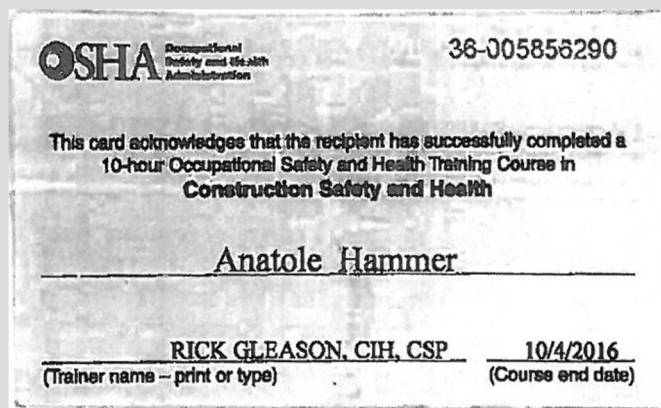 OSHA Occupational
Safety and Health
Administration
36-005856290
This card acknowledges that the recipient has successfully completed a
10-hour Occupational Safety and Health Training Course in
Construction Safety and Health
Anatole Hammer
RICK GLEASON, CIH, CSP 10/4/2016
(Trainer name – print or type) (Course end date)